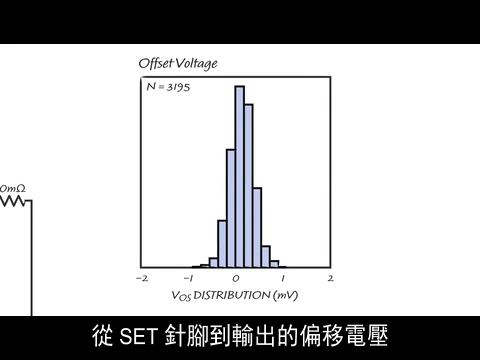 Offset Voltage
N = 3195
0mΩ
−2 −1 0 1 2
VOS DISTRIBUTION (mV)
從 SET 針腳到輸出的偏移電壓